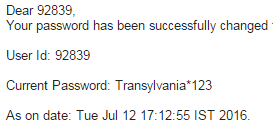 Dear 92839,
Your password has been successfully changed
User Id: 92839
Current Password: Transylvania*123
As on date: Tue Jul 12 17:12:55 IST 2016.